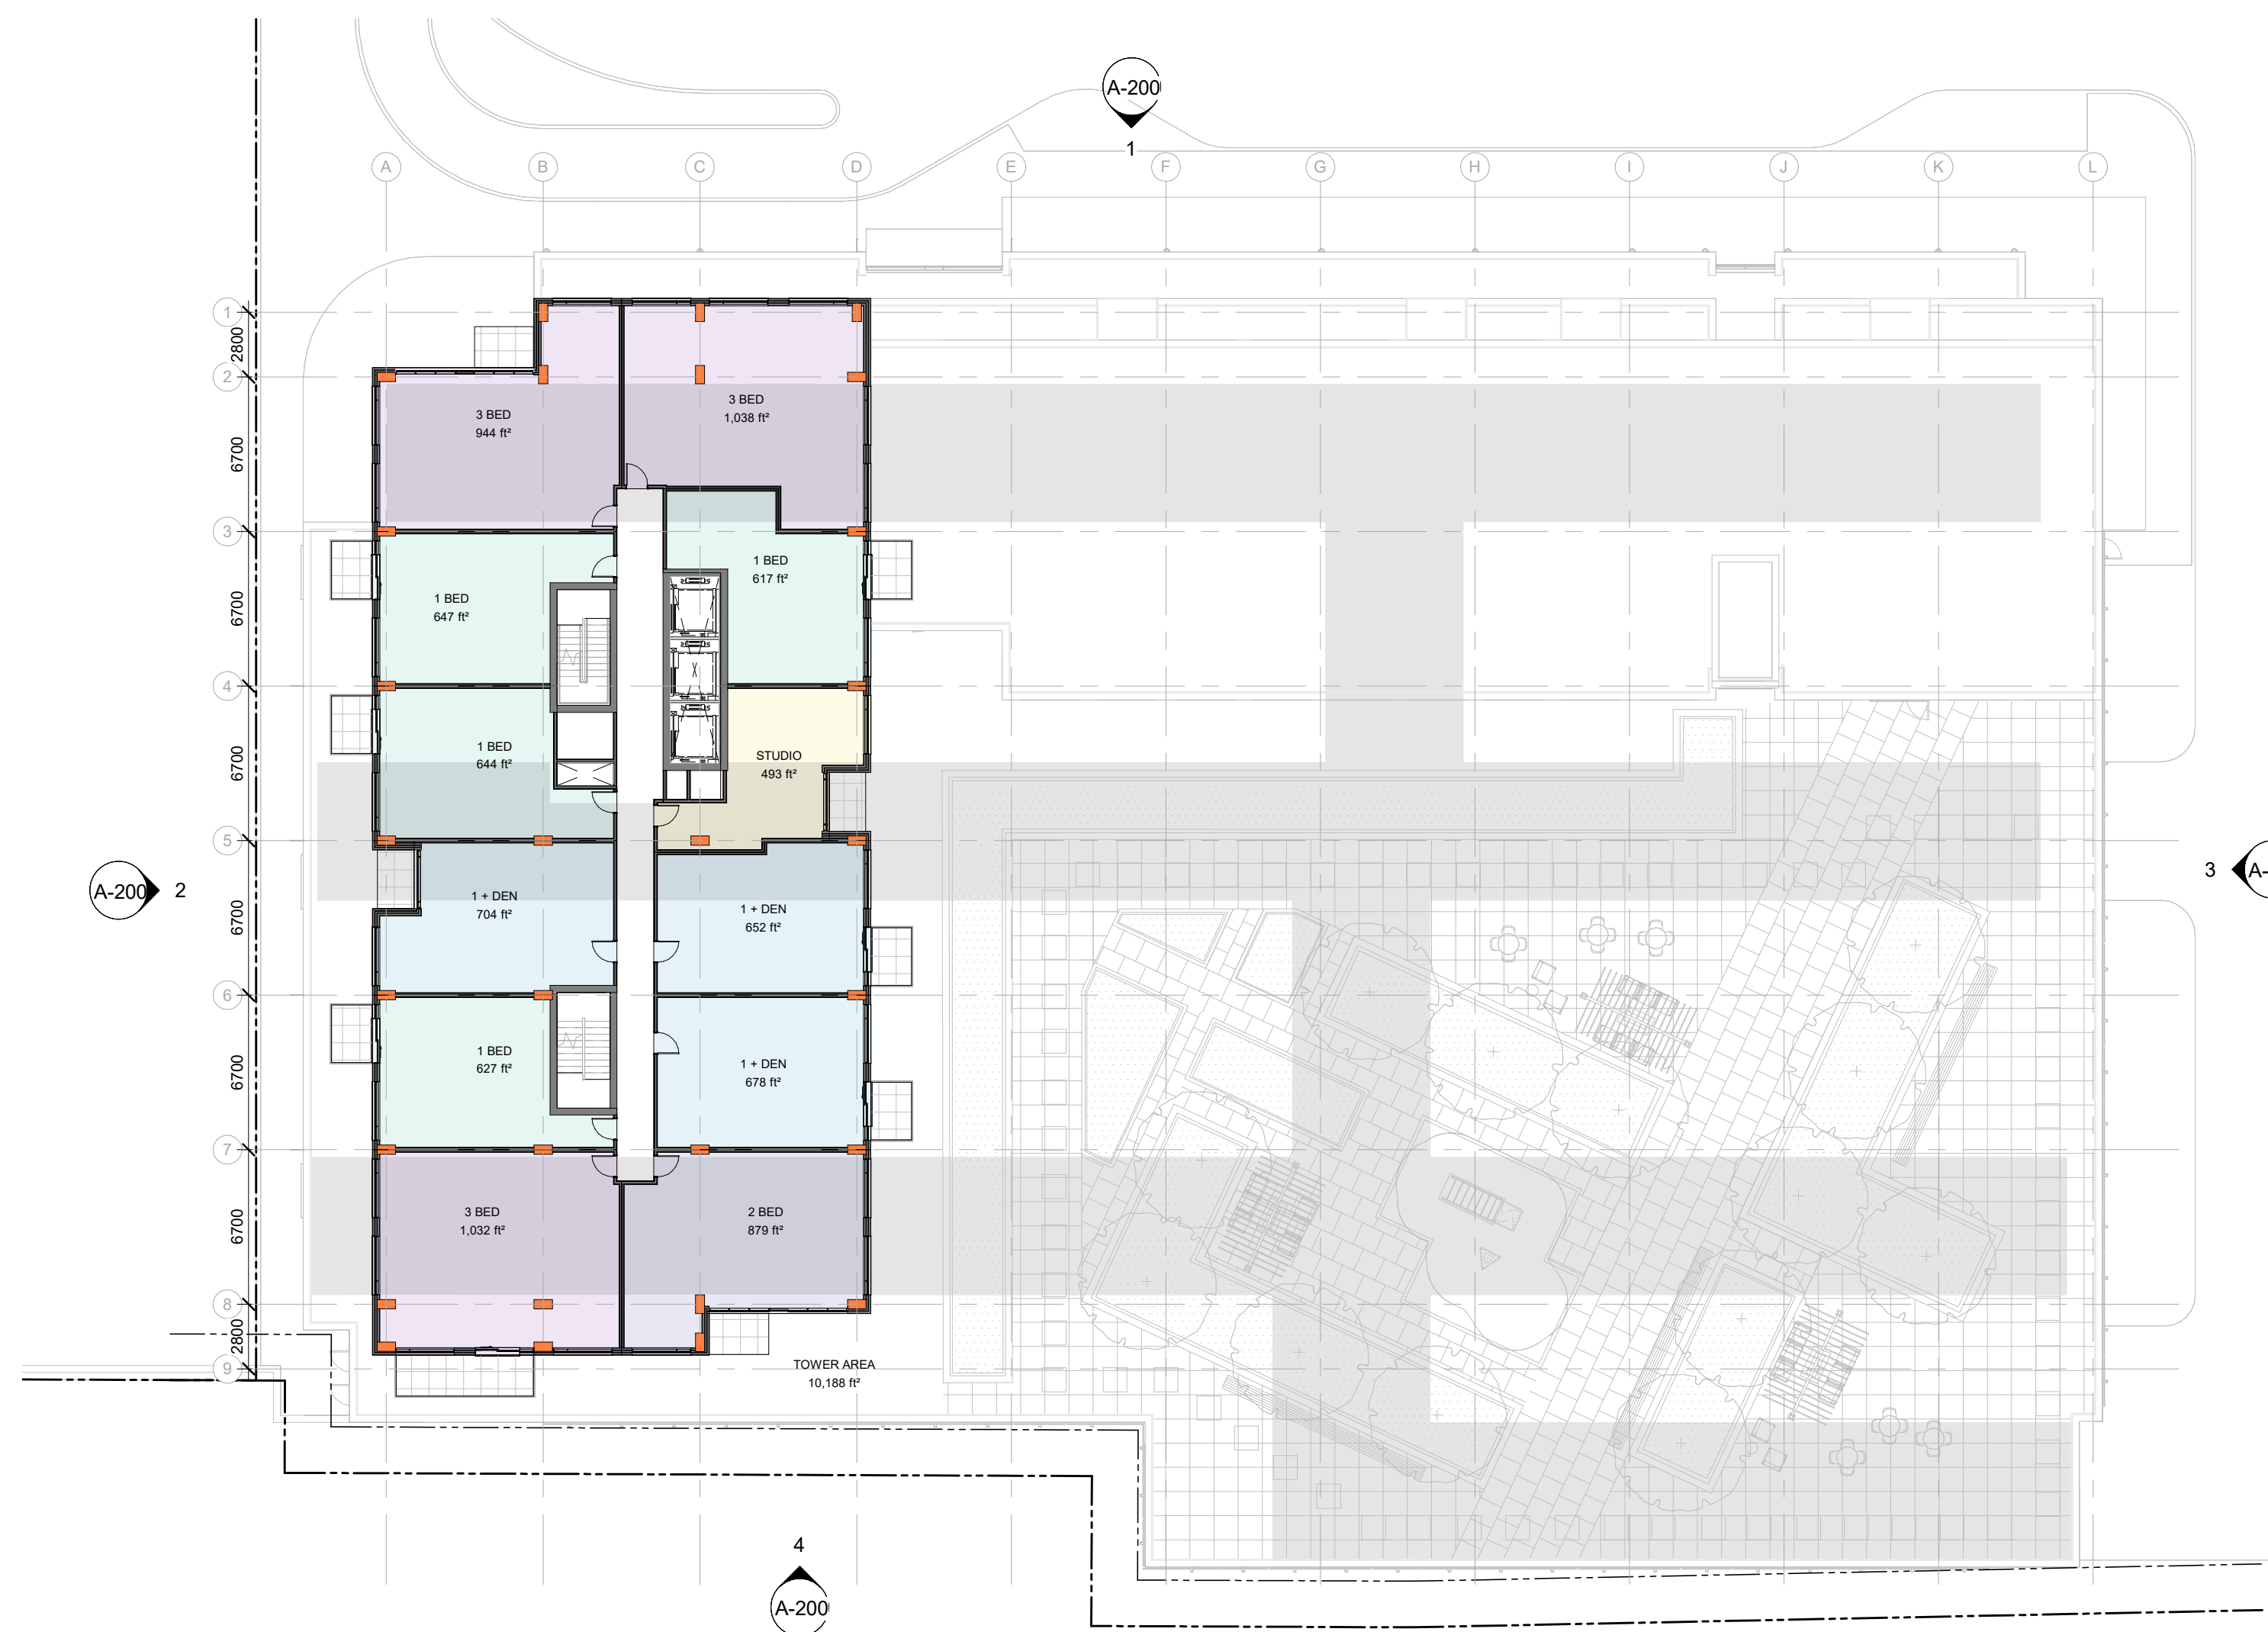 A-200
1
A
B
C
D
E
F
G
H
I
J
K
L
1
2800
2
6700
3
6700
4
6700
5
6700
6
6700
7
6700
8
2800
9
3 BED
944 ft²
3 BED
1,038 ft²
1 BED
617 ft²
1 BED
647 ft²
1 BED
644 ft²
STUDIO
493 ft²
A-200
2
3
A-
1 + DEN
704 ft²
1 + DEN
652 ft²
1 BED
627 ft²
1 + DEN
678 ft²
3 BED
1,032 ft²
2 BED
879 ft²
TOWER AREA
10,188 ft²
4
A-200